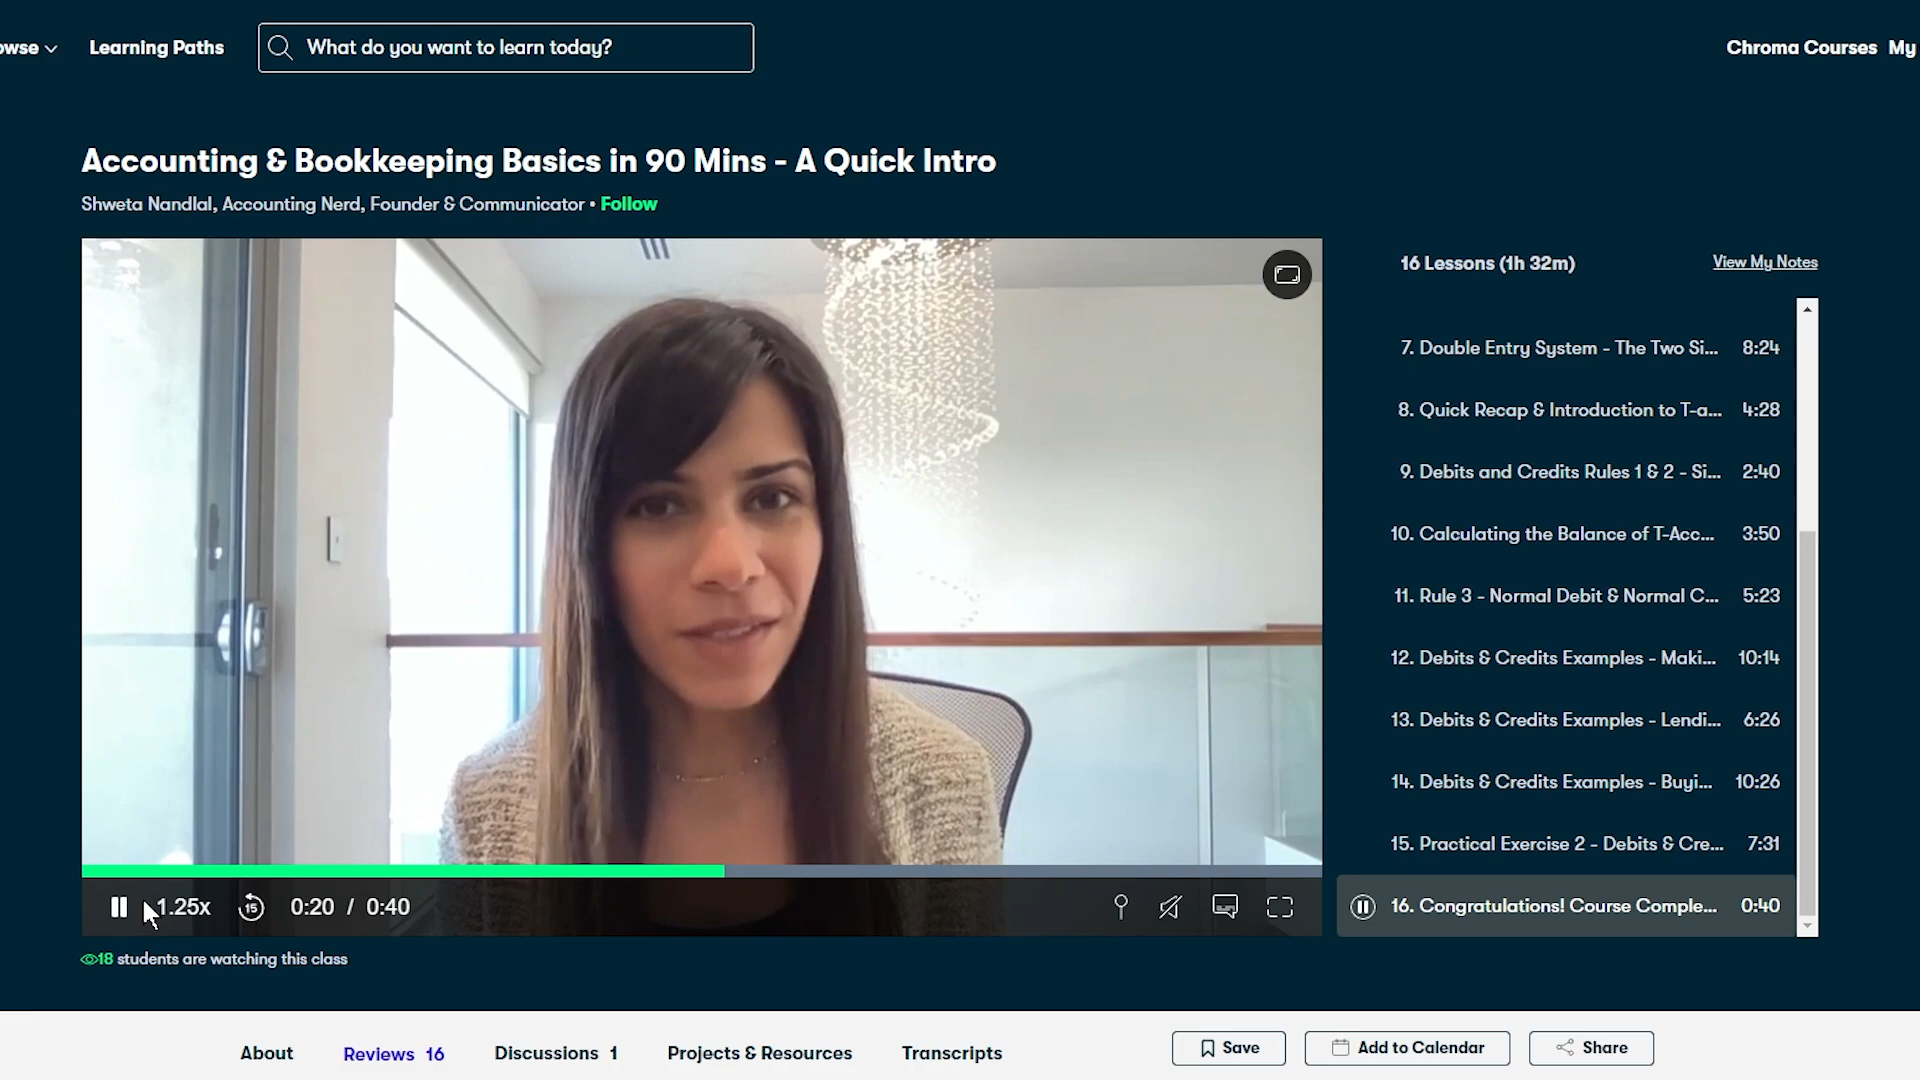 owse
Learning Paths
What do you want to learn today?
Chroma Courses
My
Accounting & Bookkeeping Basics in 90 Mins - A Quick Intro
Shweta Nandlal, Accounting Nerd, Founder & Communicator • Follow
16 Lessons (1h 32m)
View My Notes
7. Double Entry System - The Two Si... 8:24
8. Quick Recap & Introduction to T-a... 4:28
9. Debits and Credits Rules 1 & 2 - Si... 2:40
10. Calculating the Balance of T-Acc... 3:50
11. Rule 3 - Normal Debit & Normal C... 5:23
12. Debits & Credits Examples - Maki... 10:14
13. Debits & Credits Examples - Lendi... 6:26
14. Debits & Credits Examples - Buyi... 10:26
15. Practical Exercise 2 - Debits & Cre... 7:31
16. Congratulations! Course Comple... 0:40
1.25x
15
0:20 / 0:40
18 students are watching this class
About
Reviews 16
Discussions 1
Projects & Resources
Transcripts
Save
Add to Calendar
Share